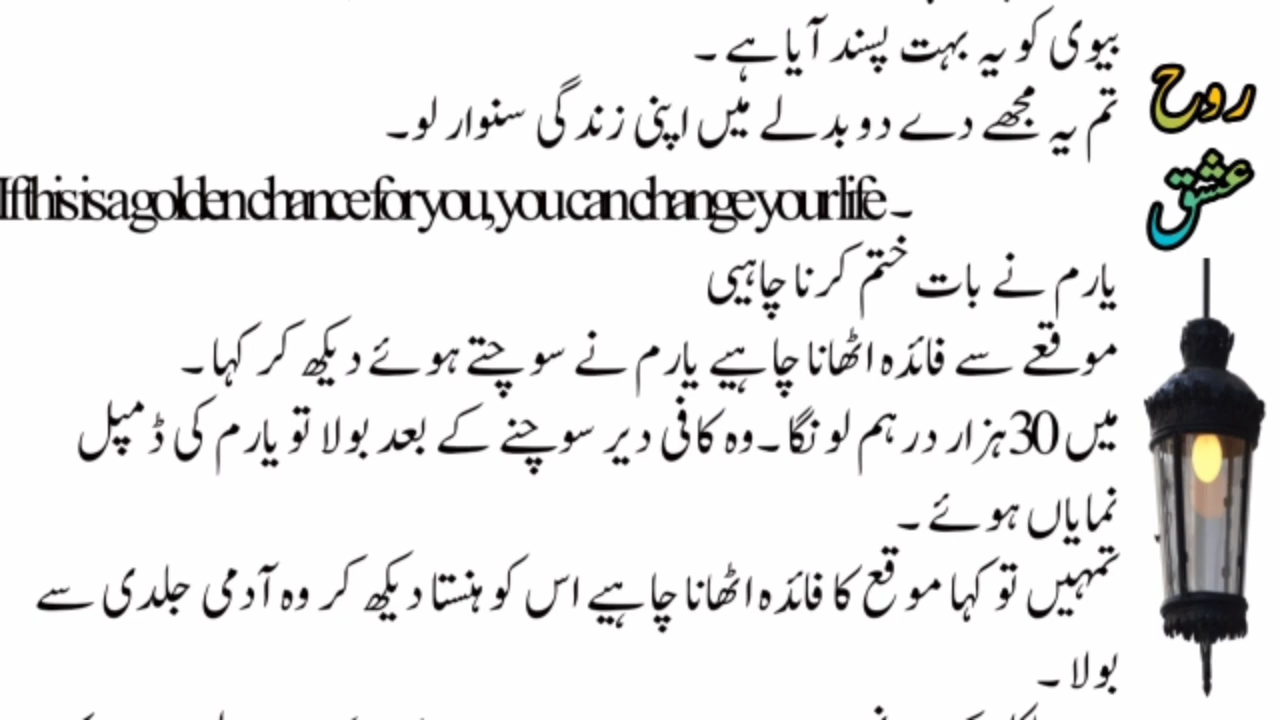 بیوی کو یہ بہت پسند آیا ہے ۔
تم یہ مجھے دے دو بدلے میں اپنی زندگی سنوار لو۔
If this is a golden chance for you, you can change your life ۔
یارم نے بات ختم کرنا چاہیی
موقعے سے فائدہ اٹھانا چاہیے یارم نے سوچتے ہوئے دیکھ کر کہا۔
میں 30 ہزار درہم لونگا۔ وہ کافی دیر سوچنے کے بعد بولا تو یارم کی ڈمپل
نمایاں ہوئے ۔
تمہیں تو کہا موقع کا فائدہ اٹھانا چاہیے اس کو ہنستا دیکھ کر وہ آدمی جلدی سے
بولا ۔
روح
عشق